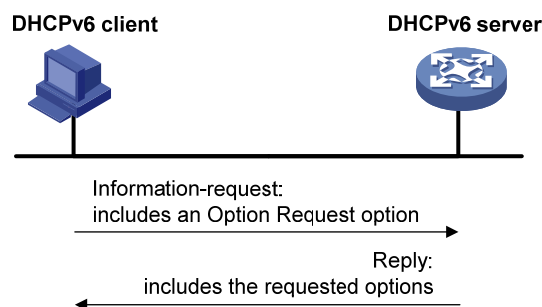 DHCPv6 client
DHCPv6 server
Information-request:
includes an Option Request option
Reply:
includes the requested options